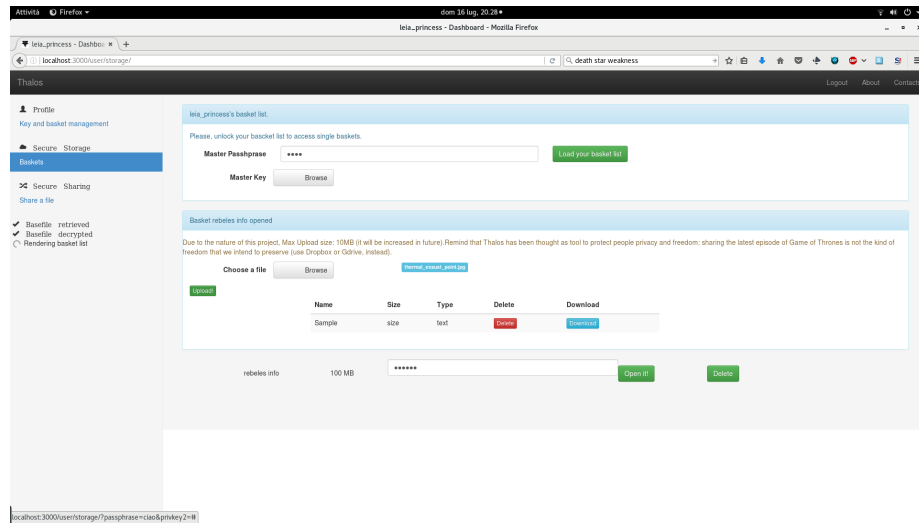 Attività Firefox dom 16 lug, 20.28
leia_princess - Dashboard - Mozilla Firefox
leia_princess - Dashbo
localhost:3000/user/storage/ death star weakness
Thalos Logout About Contacts
Profile
Key and basket management
Secure Storage
Baskets
Secure Sharing
Share a file
Basefile retrieved
Basefile decrypted
Rendering basket list
leia_princess's basket list.
Please, unlock your bascket list to access single baskets.
Master Passhprase •••• Load your basket list
Master Key Browse
Basket rebeles info opened
Due to the nature of this project, Max Upload size: 10MB (it will be increased in future).Remind that Thalos has been thought as tool to protect people privacy and freedom: sharing the latest episode of Game of Thrones is not the kind of
freedom that we intend to preserve (use Dropbox or Gdrive, instead).
Choose a file Browse thermal_exaust_point.jpg
Upload!
Name Size Type Delete Download
Sample size text Delete Download
rebeles info 100 MB •••••• Open it! Delete
localhost:3000/user/storage/?passphrase=ciao&privkey2=#